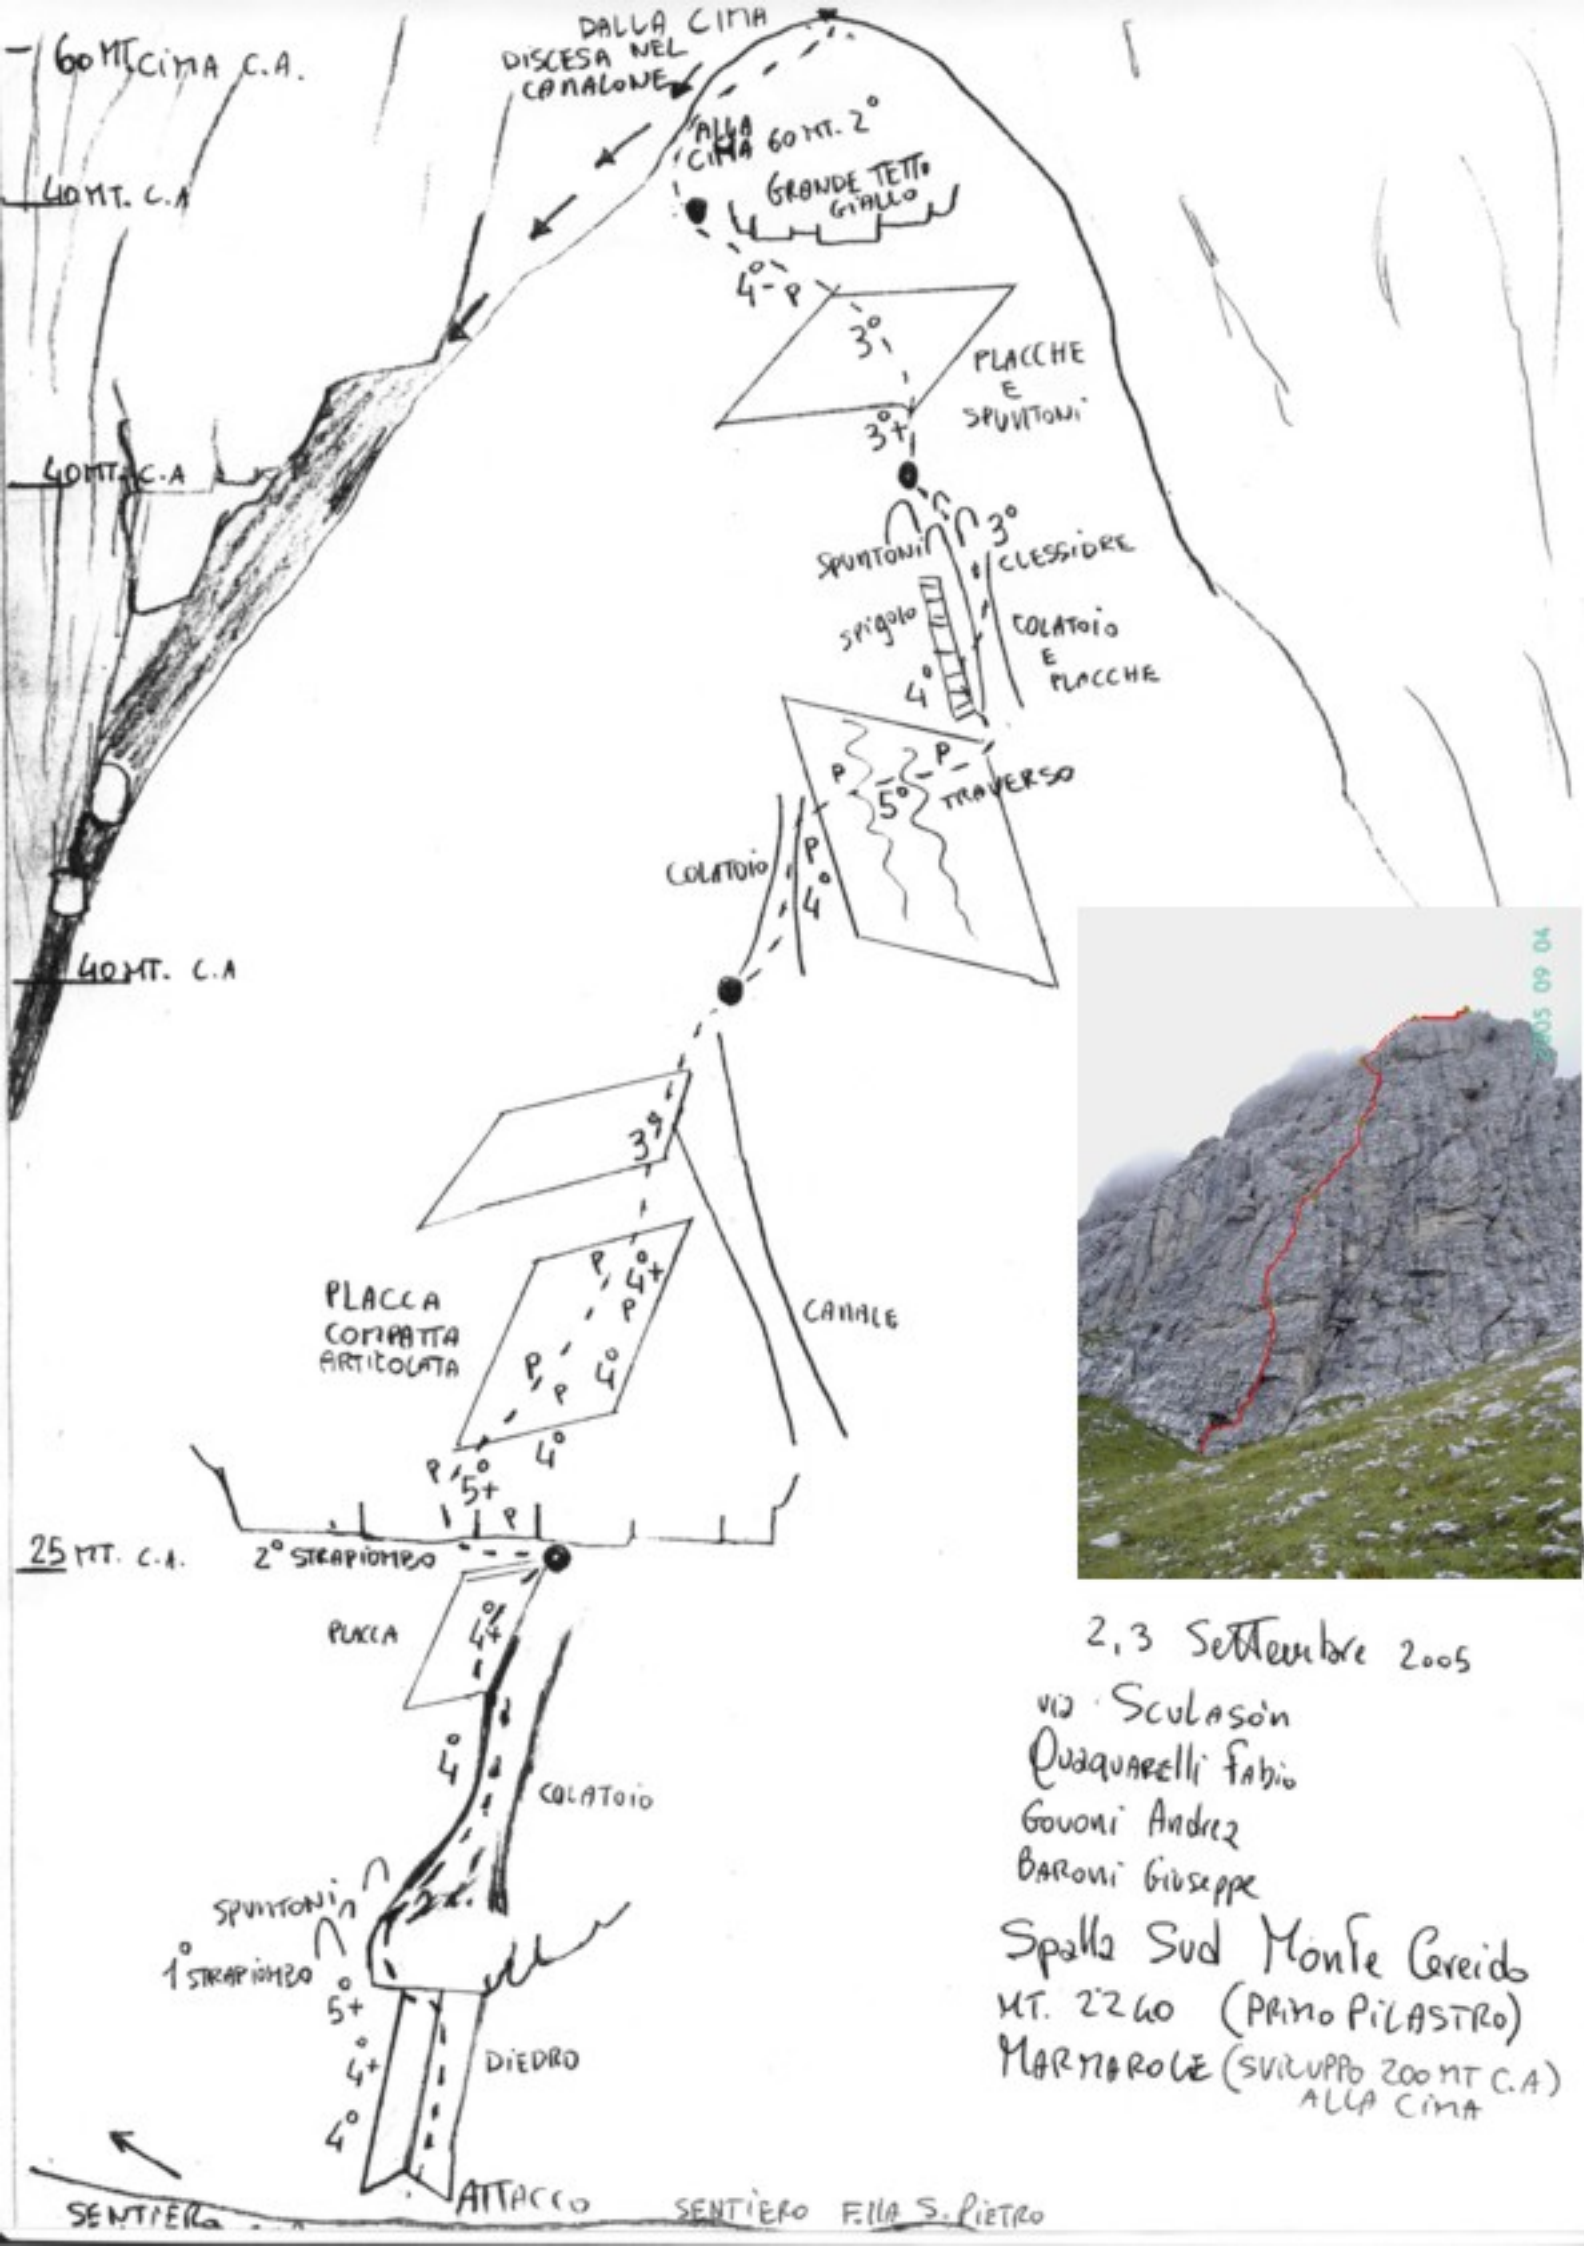 DALLA CIMA
DISCESA NEL
CANALONE
- 60 MT CIMA C.A.
ALLA
CIMA 60 MT. 2°
40 MT. C.A
GRANDE TETTO
GIALLO
4°- P
3°
PLACCHE
E
SPUNTONI
3°+
40 MT. C.A
3°
SPUNTONI
CLESSIDRE
SPIGOLO
COLATOIO
E
PLACCHE
4°
P
P
5°
TRAVERSO
COLATOIO
P
4°
40 MT. C.A
3°
P
4°+
P
PLACCA
COMPATTA
ARTICOLATA
CANALE
P
4°
P
4°
P
5°+
P
25 MT. C.A.
2° STRAPIOMBO
PLACCA
4°+
4°
COLATOIO
SPUNTONI
1° STRAPIOMBO
5°+
4°+
DIEDRO
4°
ATTACCO
SENTIERO
SENTIERO F.LLA S. PIETRO
2005 09 04
2,3 Settembre 2005
via Sculasòn
Quaquarelli Fabio
Govoni Andrea
Baroni Giuseppe
Spalla Sud Monte Cereido
MT. 2240 (PRIMO PILASTRO)
MARMAROLE (SVILUPPO 200 MT C.A)
ALLA CIMA